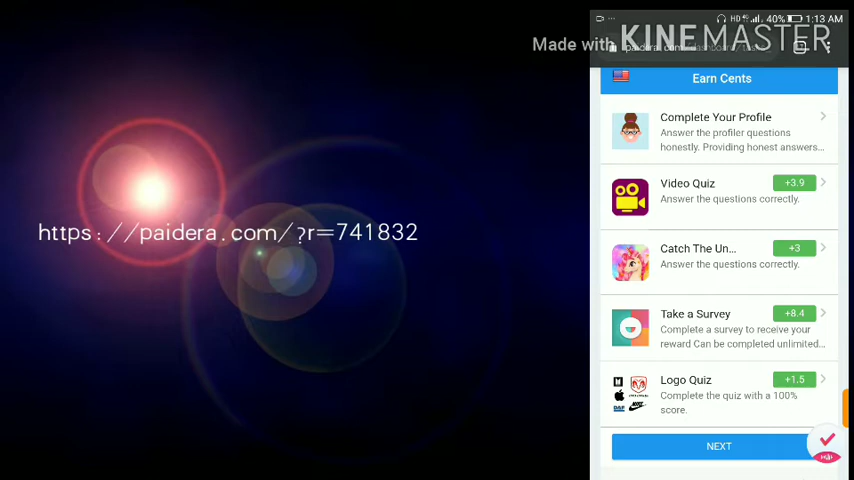 https://paidera.com/?r=741832
HD 40% 1:13 AM
Made with KINEMASTER
Earn Cents
Complete Your Profile
Answer the profiler questions
honestly. Providing honest answers...
Video Quiz +3.9
Answer the questions correctly.
Catch The Un... +3
Answer the questions correctly.
Take a Survey +8.4
Complete a survey to receive your
reward Can be completed unlimited...
Logo Quiz +1.5
Complete the quiz with a 100%
score.
NEXT